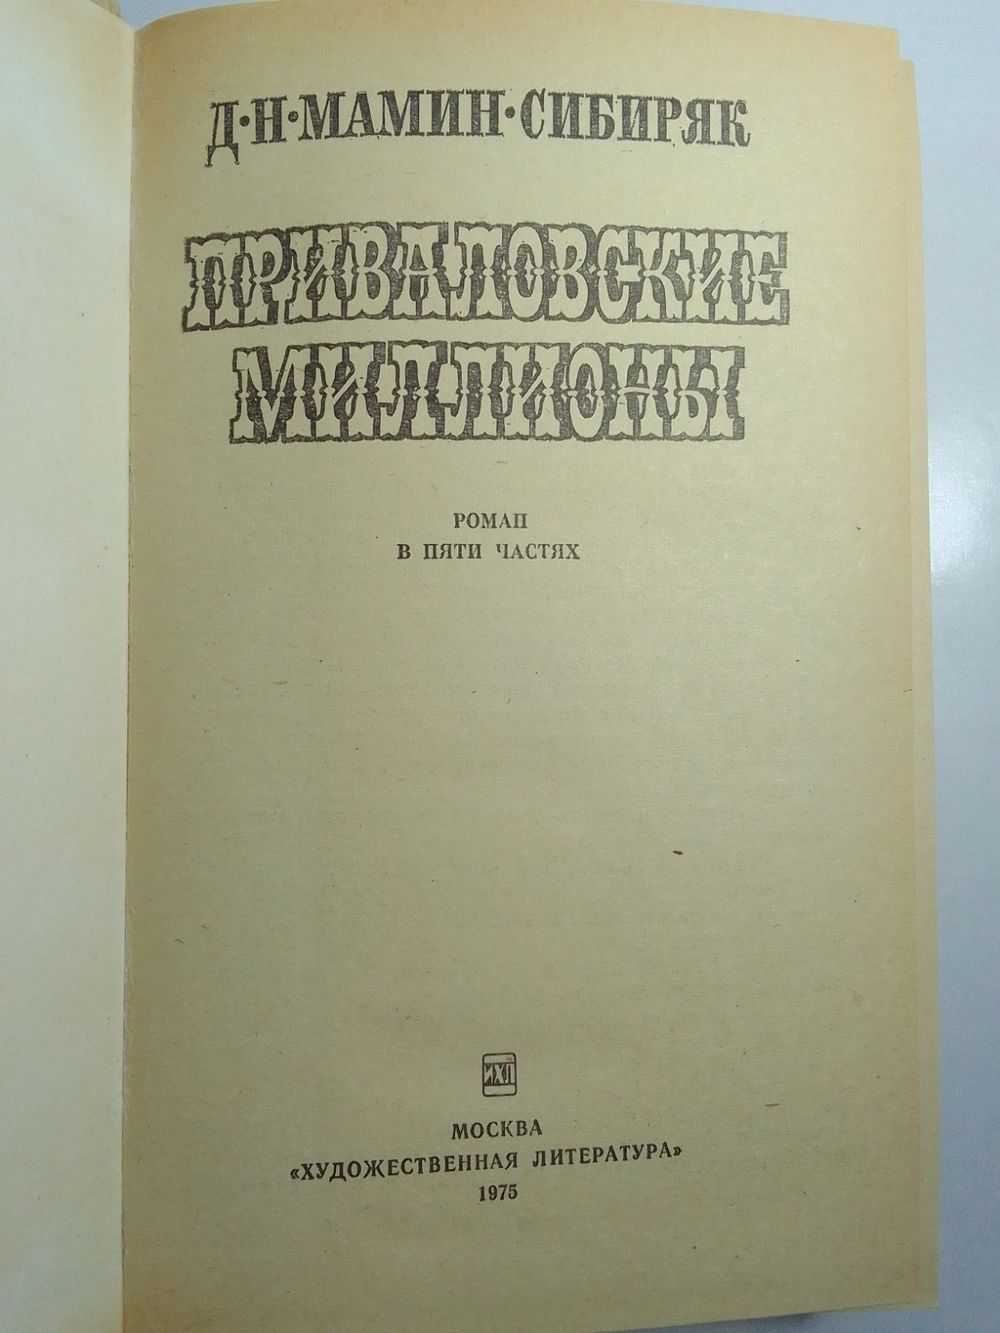 Д·Н·МАМИН·СИБИРЯК
ПРИВАЛОВСКИЕ
МИЛЛИОНЫ
РОМАН
В ПЯТИ ЧАСТЯХ
ИХЛ
МОСКВА
«ХУДОЖЕСТВЕННАЯ ЛИТЕРАТУРА»
1975